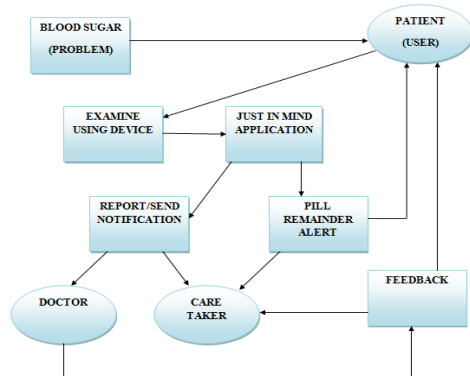 BLOOD SUGAR
(PROBLEM)
PATIENT
(USER)
EXAMINE
USING DEVICE
JUST IN MIND
APPLICATION
REPORT/SEND
NOTIFICATION
PILL
REMAINDER
ALERT
DOCTOR
CARE
TAKER
FEEDBACK